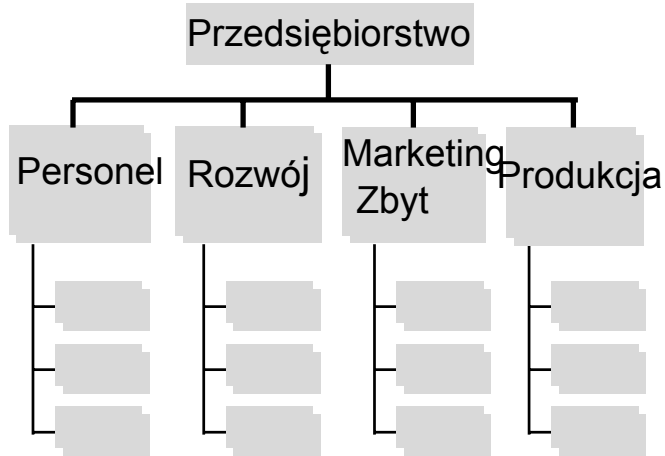 Przedsiębiorstwo
Personel
Rozwój
Marketing
Zbyt
Produkcja